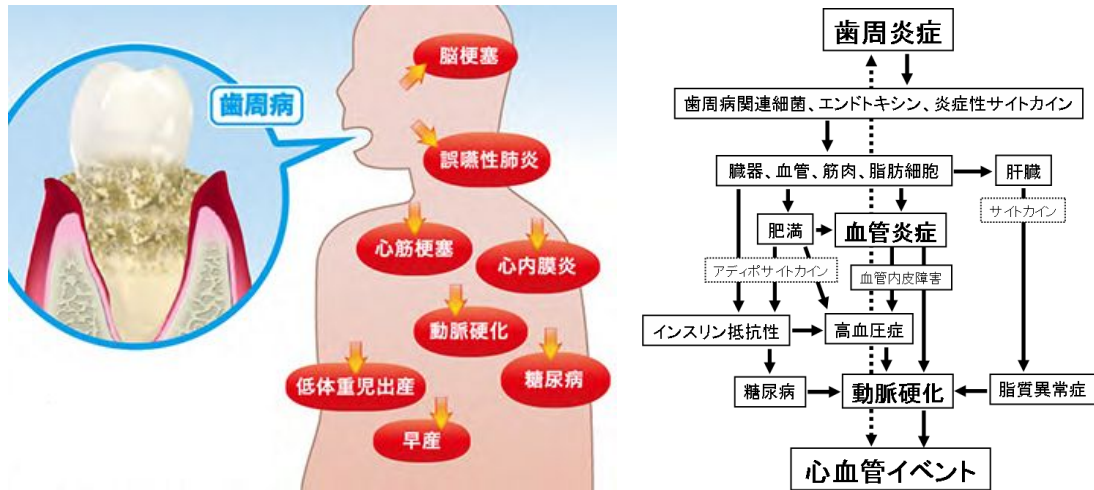 歯周病
脳梗塞
誤嚥性肺炎
心筋梗塞
心内膜炎
動脈硬化
糖尿病
低体重児出産
早産
歯周炎症
歯周病関連細菌、エンドトキシン、炎症性サイトカイン
臓器、血管、筋肉、脂肪細胞
肝臓
サイトカイン
肥満
血管炎症
アディポサイトカイン
血管内皮障害
インスリン抵抗性
高血圧症
糖尿病
動脈硬化
脂質異常症
心血管イベント